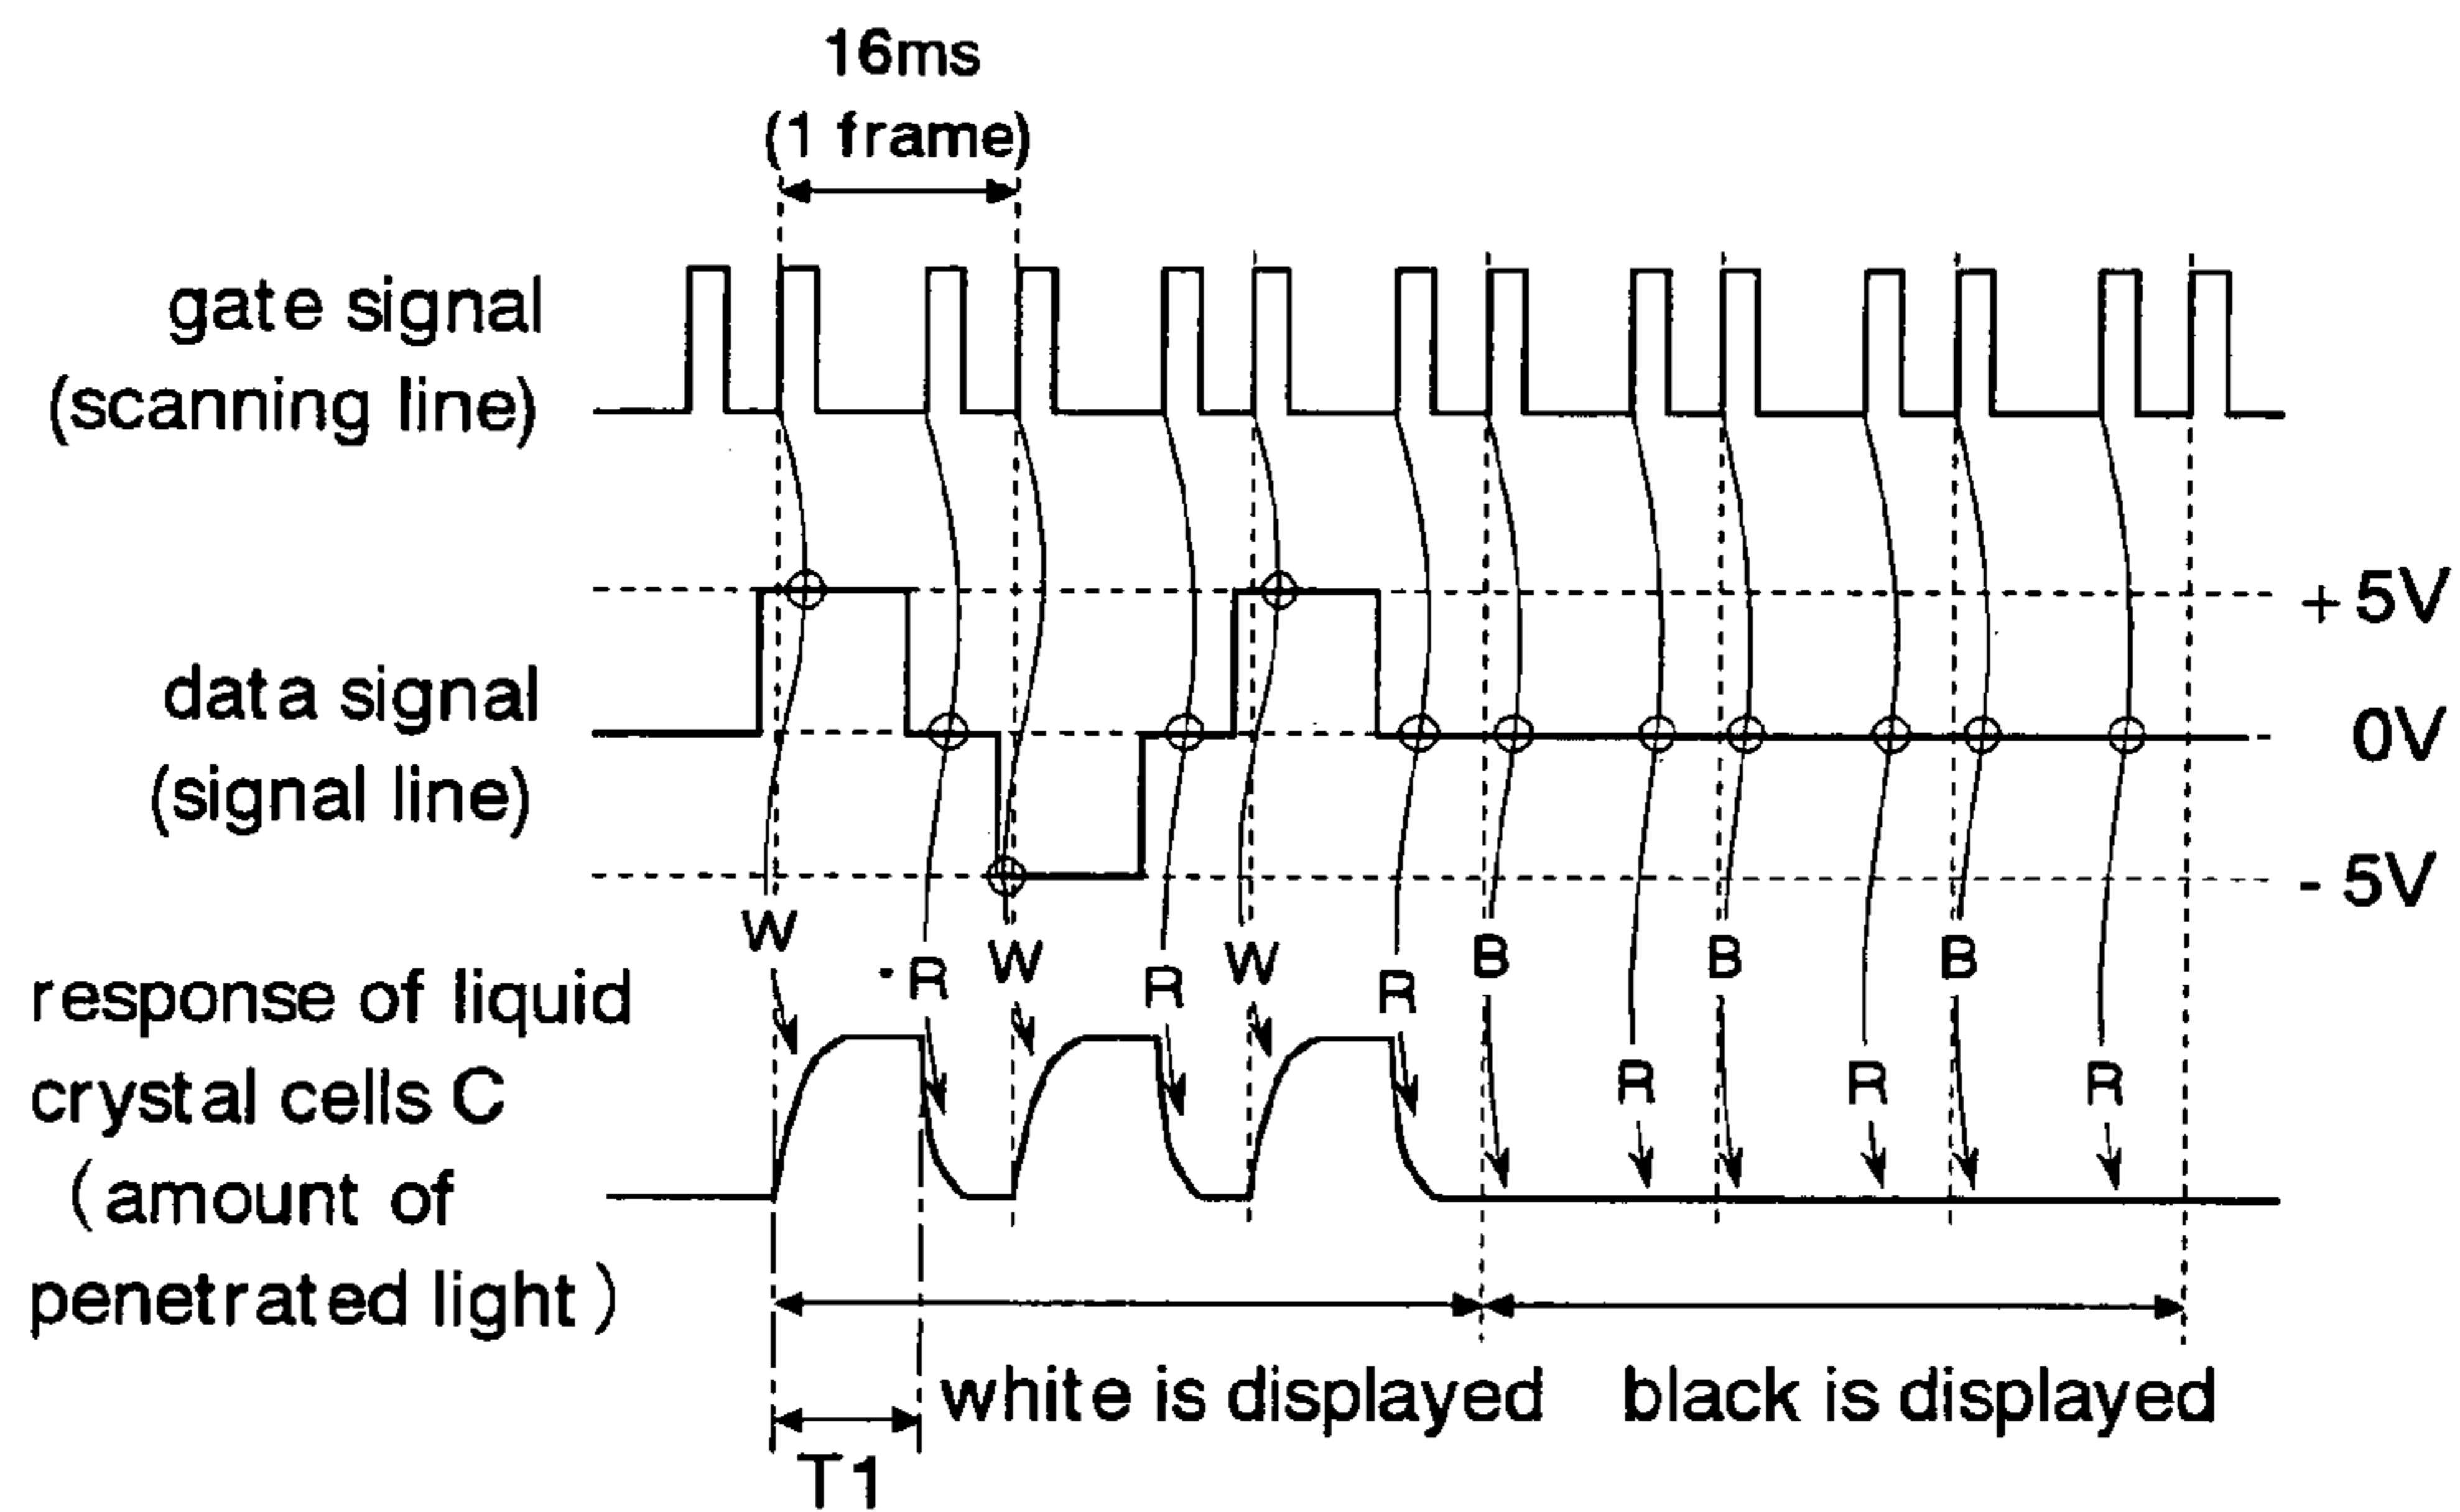 16ms
(1 frame)
gate signal
(scanning line)
+ 5V
data signal
0V
(signal line)
- 5V
W
R
W
R
W
R
B
B
B
response of liquid
crystal cells C
R
R
R
(amount of
penetrated light)
white is displayed
black is displayed
T1